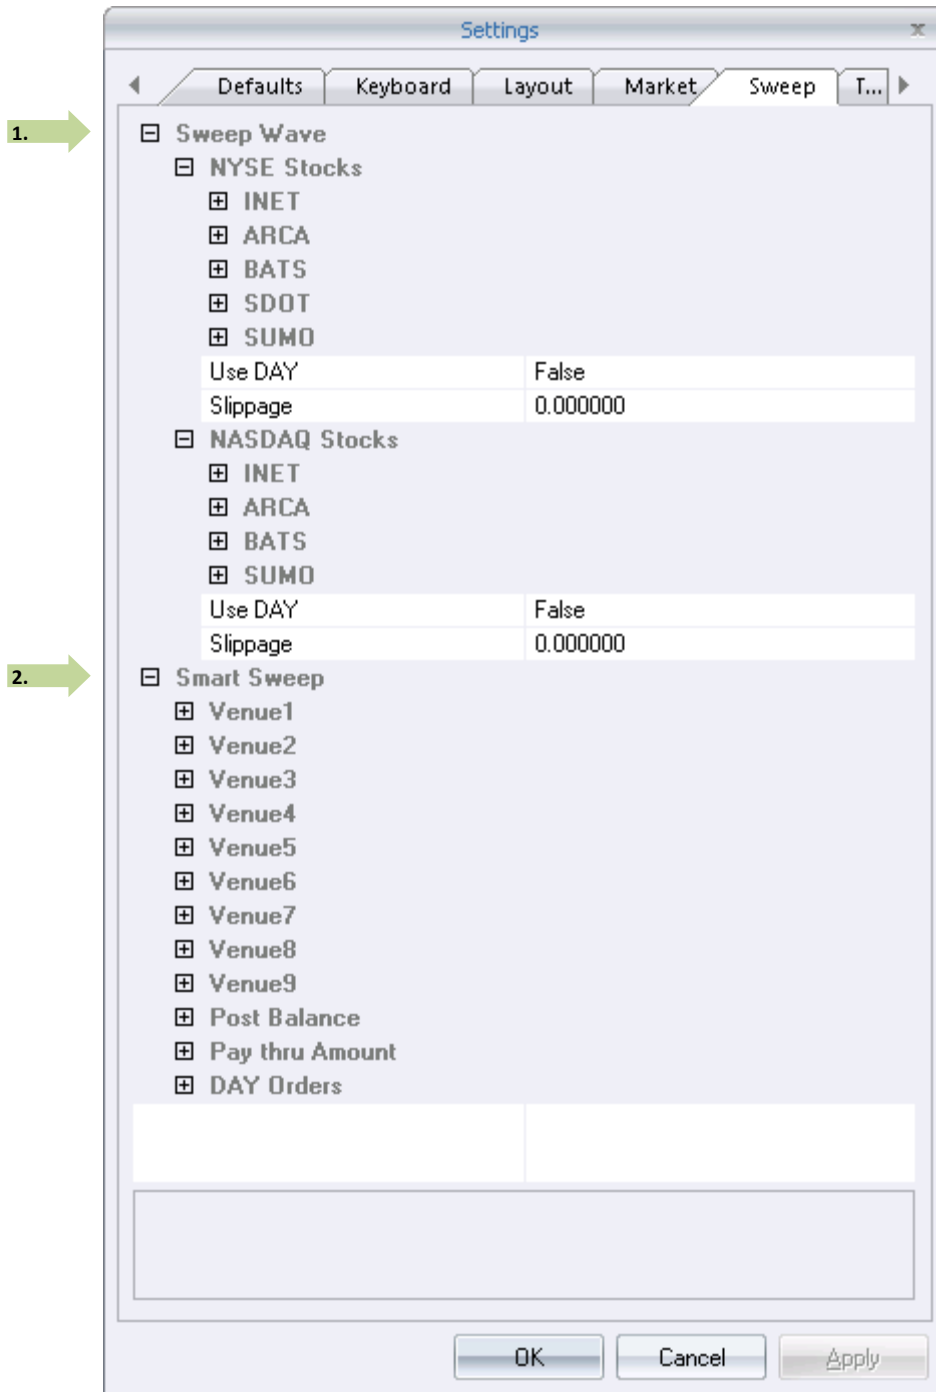 Settings
Defaults Keyboard Layout Market Sweep T...
1. Sweep Wave
NYSE Stocks
INET
ARCA
BATS
SDOT
SUMO
Use DAY False
Slippage 0.000000
NASDAQ Stocks
INET
ARCA
BATS
SUMO
Use DAY False
Slippage 0.000000
2. Smart Sweep
Venue1
Venue2
Venue3
Venue4
Venue5
Venue6
Venue7
Venue8
Venue9
Post Balance
Pay thru Amount
DAY Orders
OK Cancel Apply